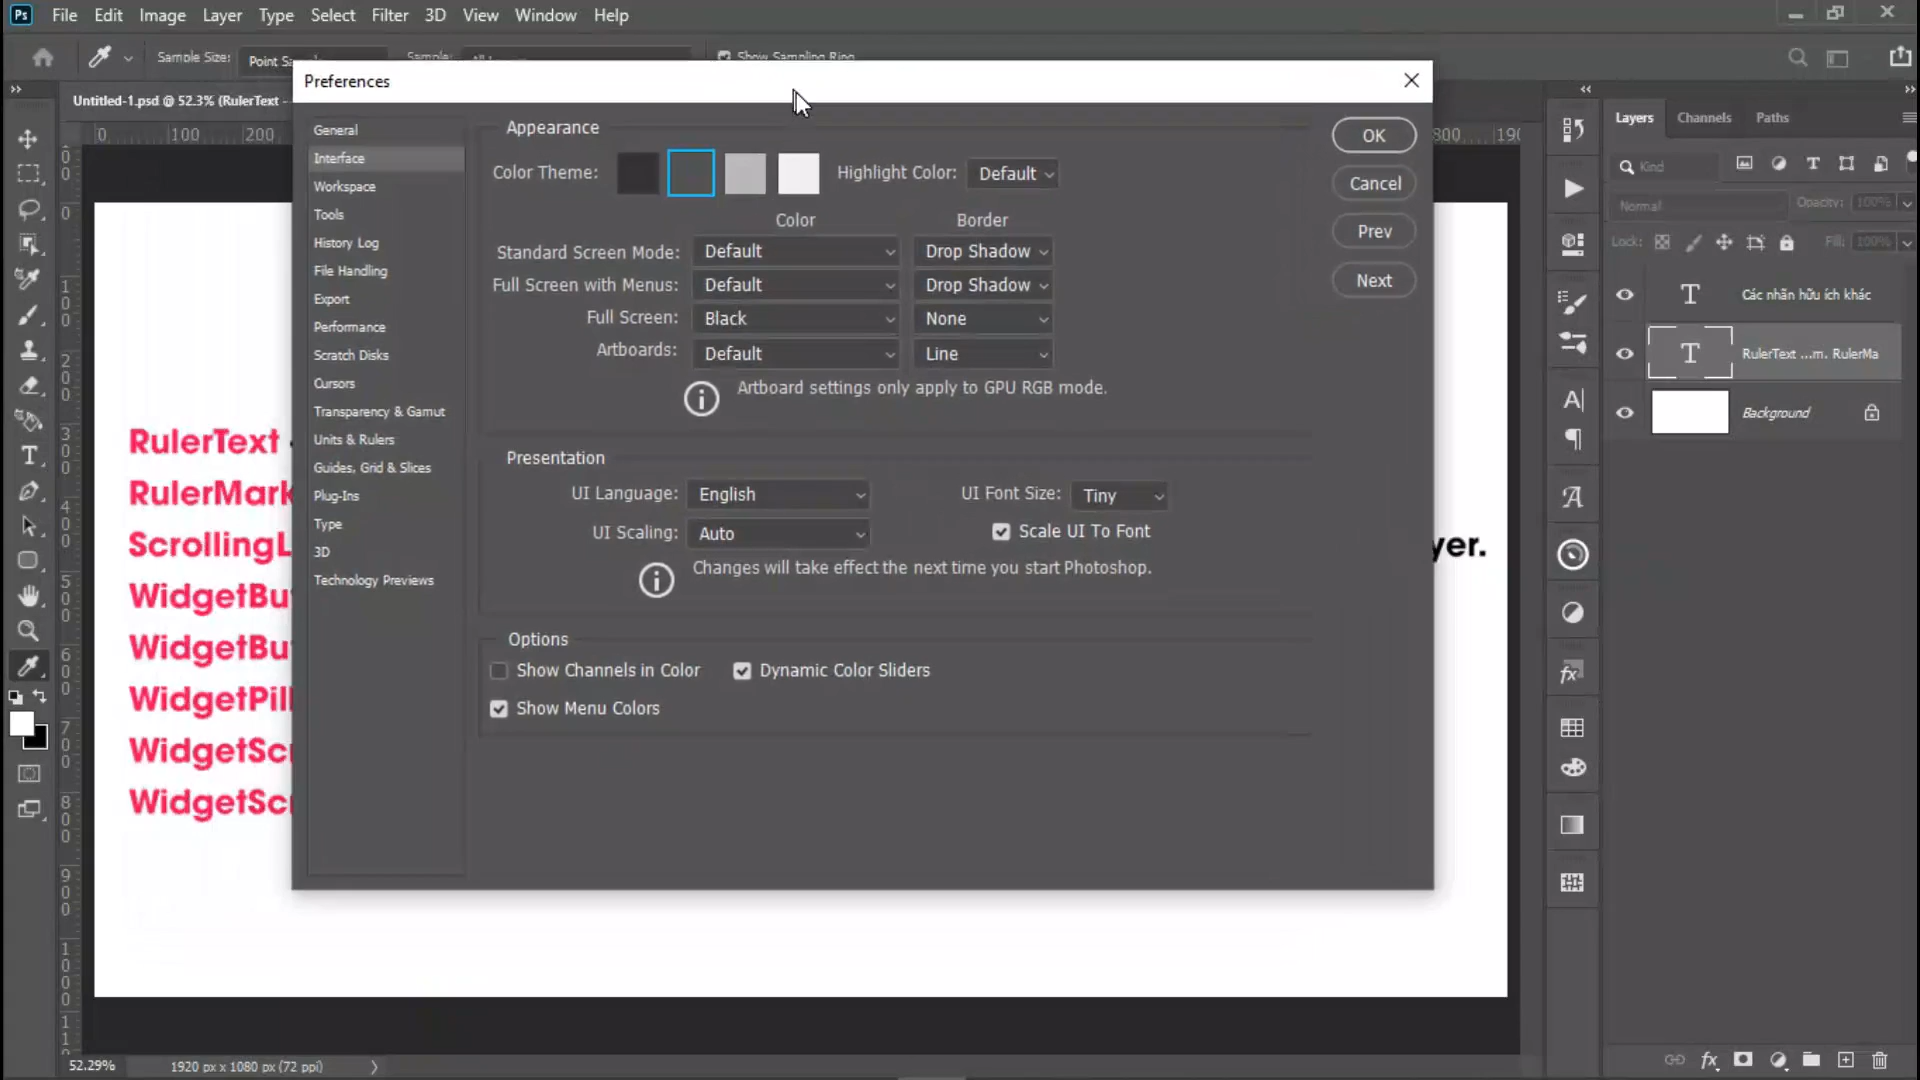 Ps File Edit Image Layer Type Select Filter 3D View Window Help
Sample Size: Point Sample:
Show Sampling Ring
Untitled-1.psd @ 52.3% (RulerText -
0 100 200
Preferences
General
Interface
Workspace
Tools
History Log
File Handling
Export
Performance
Scratch Disks
Cursors
Transparency & Gamut
Units & Rulers
Guides, Grid & Slices
Plug-Ins
Type
3D
Technology Previews
Appearance
Color Theme:
Highlight Color: Default
Color Border
Standard Screen Mode: Default Drop Shadow
Full Screen with Menus: Default Drop Shadow
Full Screen: Black None
Artboards: Default Line
Artboard settings only apply to GPU RGB mode.
Presentation
UI Language: English UI Font Size: Tiny
UI Scaling: Auto Scale UI To Font
Changes will take effect the next time you start Photoshop.
Options
Show Channels in Color Dynamic Color Sliders
Show Menu Colors
OK
Cancel
Prev
Next
RulerText -
RulerMark
ScrollingL
yer.
WidgetBu
WidgetBu
WidgetPill
WidgetScr
WidgetScr
Layers Channels Paths
Kind
Normal Opacity: 100%
Lock: Fill: 100%
Các nhãn hữu ích khác
RulerText ...m. RulerMa
Background
52.29% 1920 px x 1080 px (72 ppi)